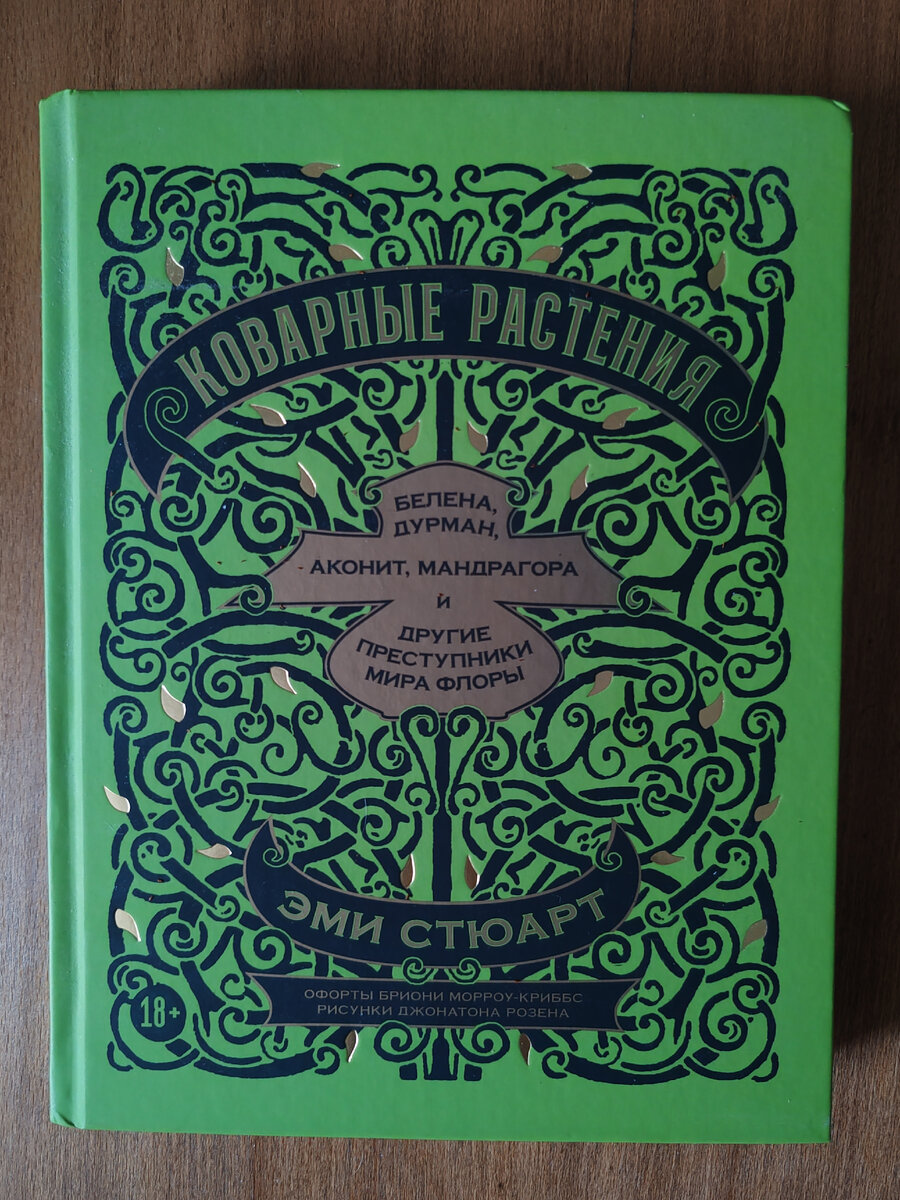 КОВАРНЫЕ РАСТЕНИЯ
БЕЛЕНА,
ДУРМАН,
АКОНИТ, МАНДРАГОРА
И
ДРУГИЕ
ПРЕСТУПНИКИ
МИРА ФЛОРЫ
ЭМИ СТЮАРТ
ОФОРТЫ БРИОНИ МОРРОУ-КРИББС
РИСУНКИ ДЖОНАТОНА РОЗЕНА
18+